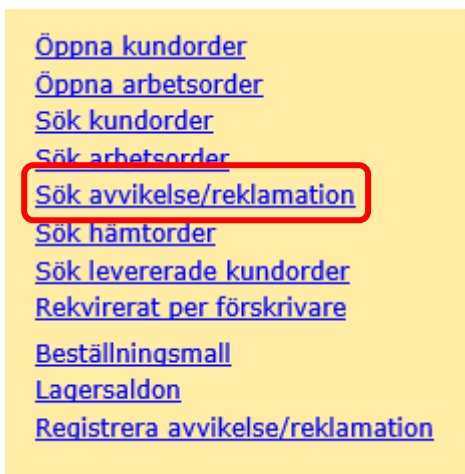 Öppna kundorder
Öppna arbetsorder
Sök kundorder
Sök arbetsorder
Sök avvikelse/reklamation
Sök hämtorder
Sök levererade kundorder
Rekvirerat per förskrivare
Beställningsmall
Lagersaldon
Registrera avvikelse/reklamation